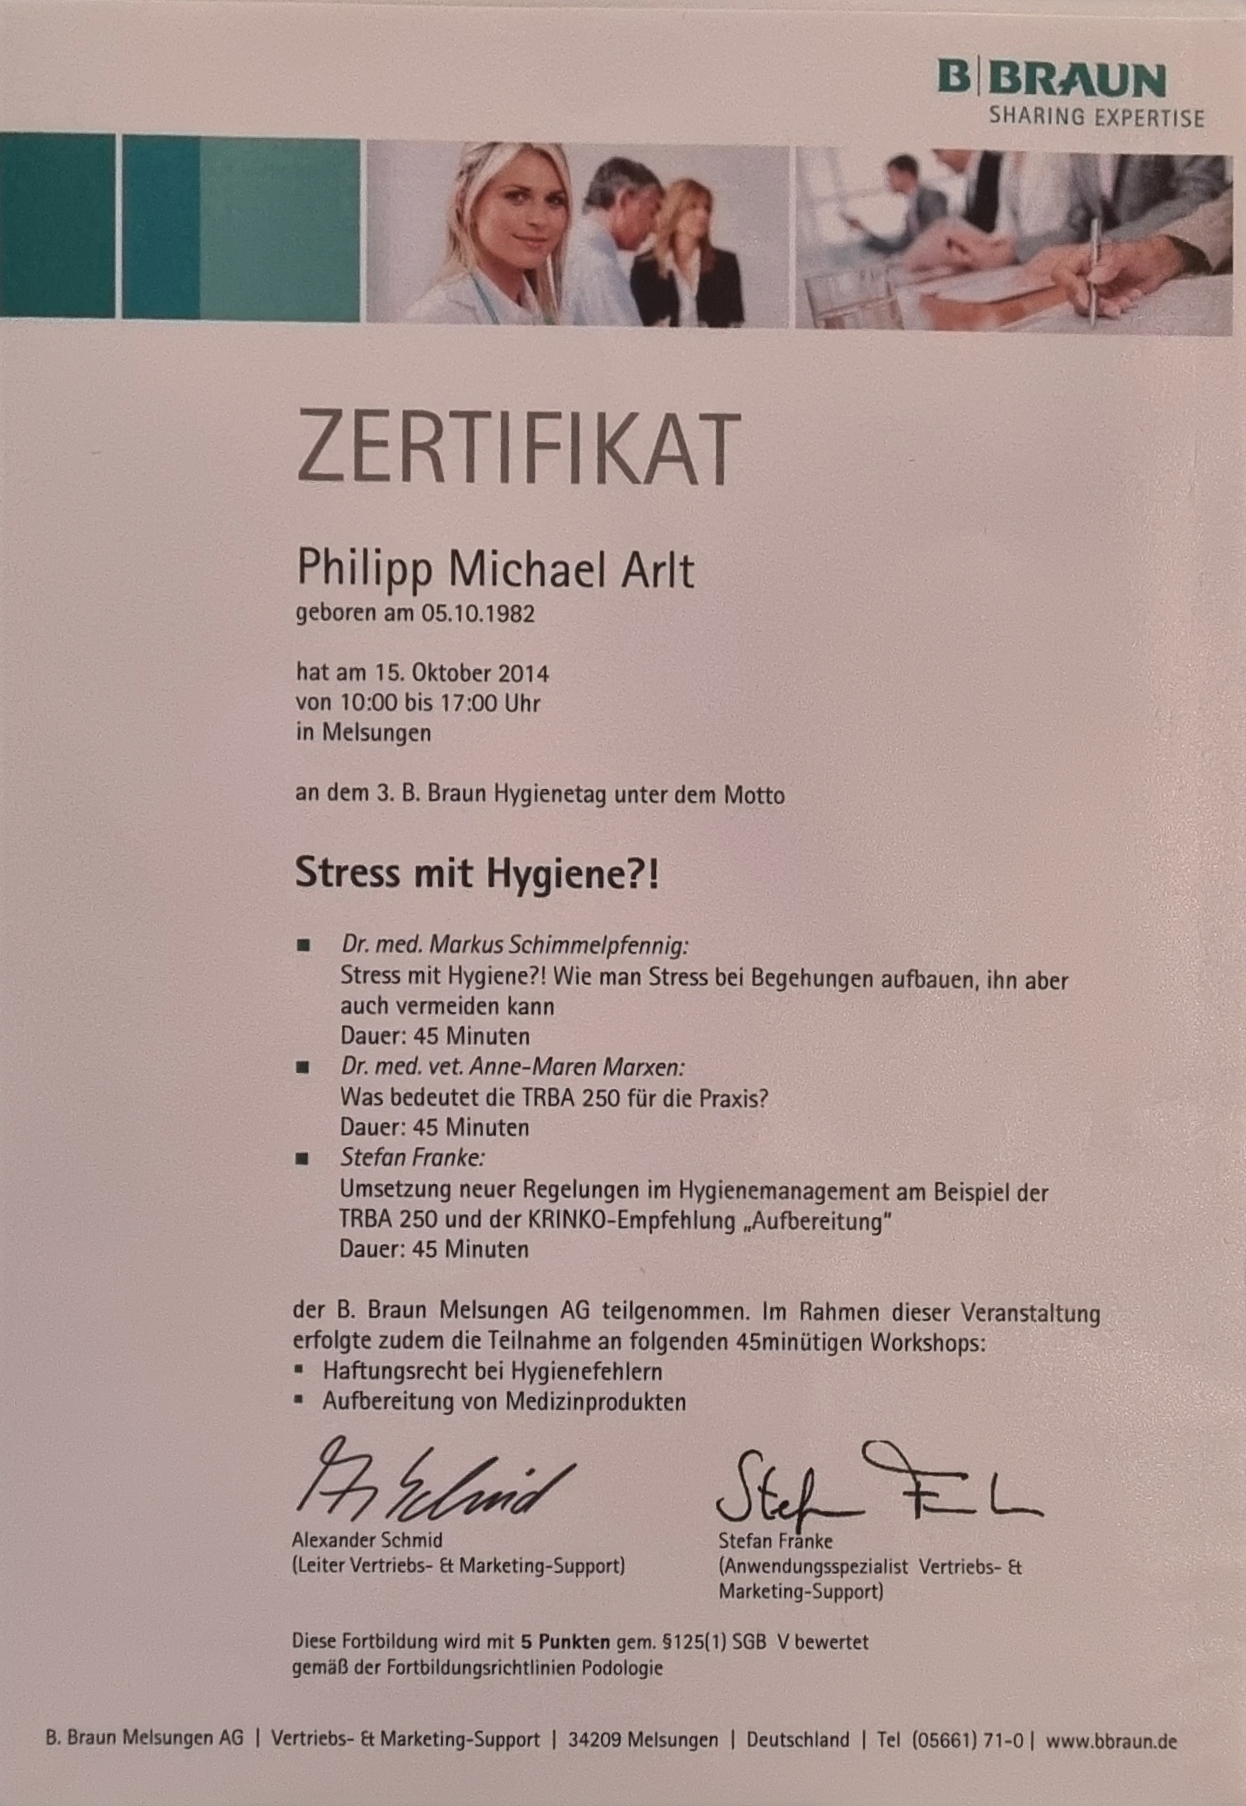 B|BRAUN
SHARING EXPERTISE
ZERTIFIKAT
Philipp Michael Arlt
geboren am 05.10.1982
hat am 15. Oktober 2014
von 10:00 bis 17:00 Uhr
in Melsungen
an dem 3. B. Braun Hygienetag unter dem Motto
Stress mit Hygiene?!
▪ Dr. med. Markus Schimmelpfennig:
Stress mit Hygiene?! Wie man Stress bei Begehungen aufbauen, ihn aber
auch vermeiden kann
Dauer: 45 Minuten
▪ Dr. med. vet. Anne-Maren Marxen:
Was bedeutet die TRBA 250 für die Praxis?
Dauer: 45 Minuten
▪ Stefan Franke:
Umsetzung neuer Regelungen im Hygienemanagement am Beispiel der
TRBA 250 und der KRINKO-Empfehlung „Aufbereitung"
Dauer: 45 Minuten
der B. Braun Melsungen AG teilgenommen. Im Rahmen dieser Veranstaltung
erfolgte zudem die Teilnahme an folgenden 45minütigen Workshops:
▪ Haftungsrecht bei Hygienefehlern
▪ Aufbereitung von Medizinprodukten
Alexander Schmid
(Leiter Vertriebs- & Marketing-Support)
Stefan Franke
(Anwendungsspezialist Vertriebs- &
Marketing-Support)
Diese Fortbildung wird mit 5 Punkten gem. §125(1) SGB V bewertet
gemäß der Fortbildungsrichtlinien Podologie
B. Braun Melsungen AG | Vertriebs- & Marketing-Support | 34209 Melsungen | Deutschland | Tel (05661) 71-0 | www.bbraun.de